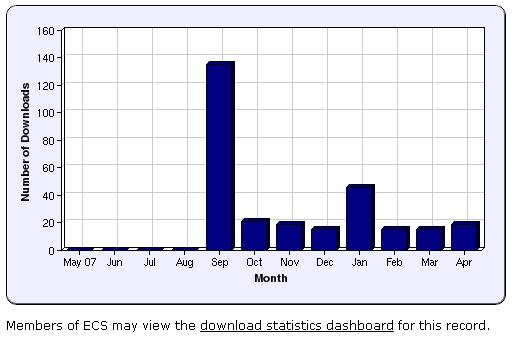 160
140
120
100
80
60
40
20
0
Number of Downloads
May 07 Jun Jul Aug Sep Oct Nov Dec Jan Feb Mar Apr
Month
Members of ECS may view the download statistics dashboard for this record.